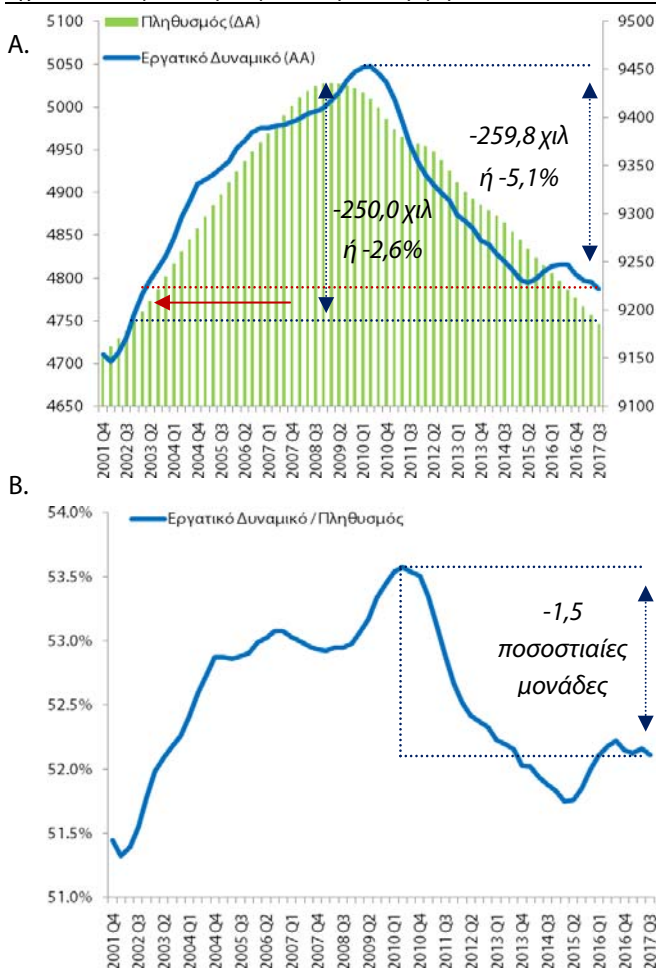 A.
Πληθυσμός (ΔΑ)
Εργατικό Δυναμικό (ΑΑ)
5100
5050
5000
4950
4900
4850
4800
4750
4700
4650
9500
9450
9400
9350
9300
9250
9200
9150
9100
-259,8 χιλ
ή -5,1%
-250,0 χιλ
ή -2,6%
2001 Q4
2002 Q3
2003 Q2
2004 Q1
2004 Q4
2005 Q3
2006 Q2
2007 Q1
2007 Q4
2008 Q3
2009 Q2
2010 Q1
2010 Q4
2011 Q3
2012 Q2
2013 Q1
2013 Q4
2014 Q3
2015 Q2
2016 Q1
2016 Q4
2017 Q3
B.
Εργατικό Δυναμικό / Πληθυσμός
54.0%
53.5%
53.0%
52.5%
52.0%
51.5%
51.0%
-1,5
ποσοστιαίες
μονάδες
2001 Q4
2002 Q3
2003 Q2
2004 Q1
2004 Q4
2005 Q3
2006 Q2
2007 Q1
2007 Q4
2008 Q3
2009 Q2
2010 Q1
2010 Q4
2011 Q3
2012 Q2
2013 Q1
2013 Q4
2014 Q3
2015 Q2
2016 Q1
2016 Q4
2017 Q3